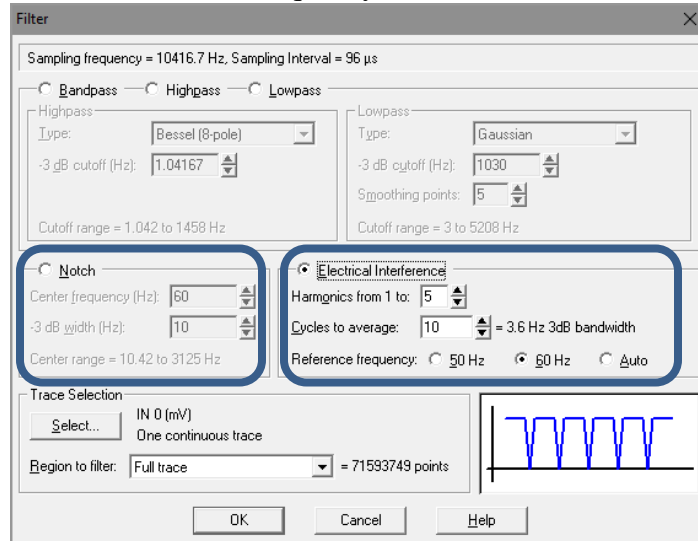 Filter
Sampling frequency = 10416.7 Hz, Sampling Interval = 96 µs
Bandpass Highpass Lowpass
Highpass
Type: Bessel (8-pole)
-3 dB cutoff (Hz): 1.04167
Cutoff range = 1.042 to 1458 Hz
Lowpass
Type: Gaussian
-3 dB cutoff (Hz): 1030
Smoothing points: 5
Cutoff range = 3 to 5208 Hz
Notch
Center frequency (Hz): 60
-3 dB width (Hz): 10
Center range = 10.42 to 3125 Hz
Electrical Interference
Harmonics from 1 to: 5
Cycles to average: 10 = 3.6 Hz 3dB bandwidth
Reference frequency: 50 Hz 60 Hz Auto
Trace Selection
Select... IN 0 (mV)
One continuous trace
Region to filter: Full trace = 71593749 points
OK Cancel Help